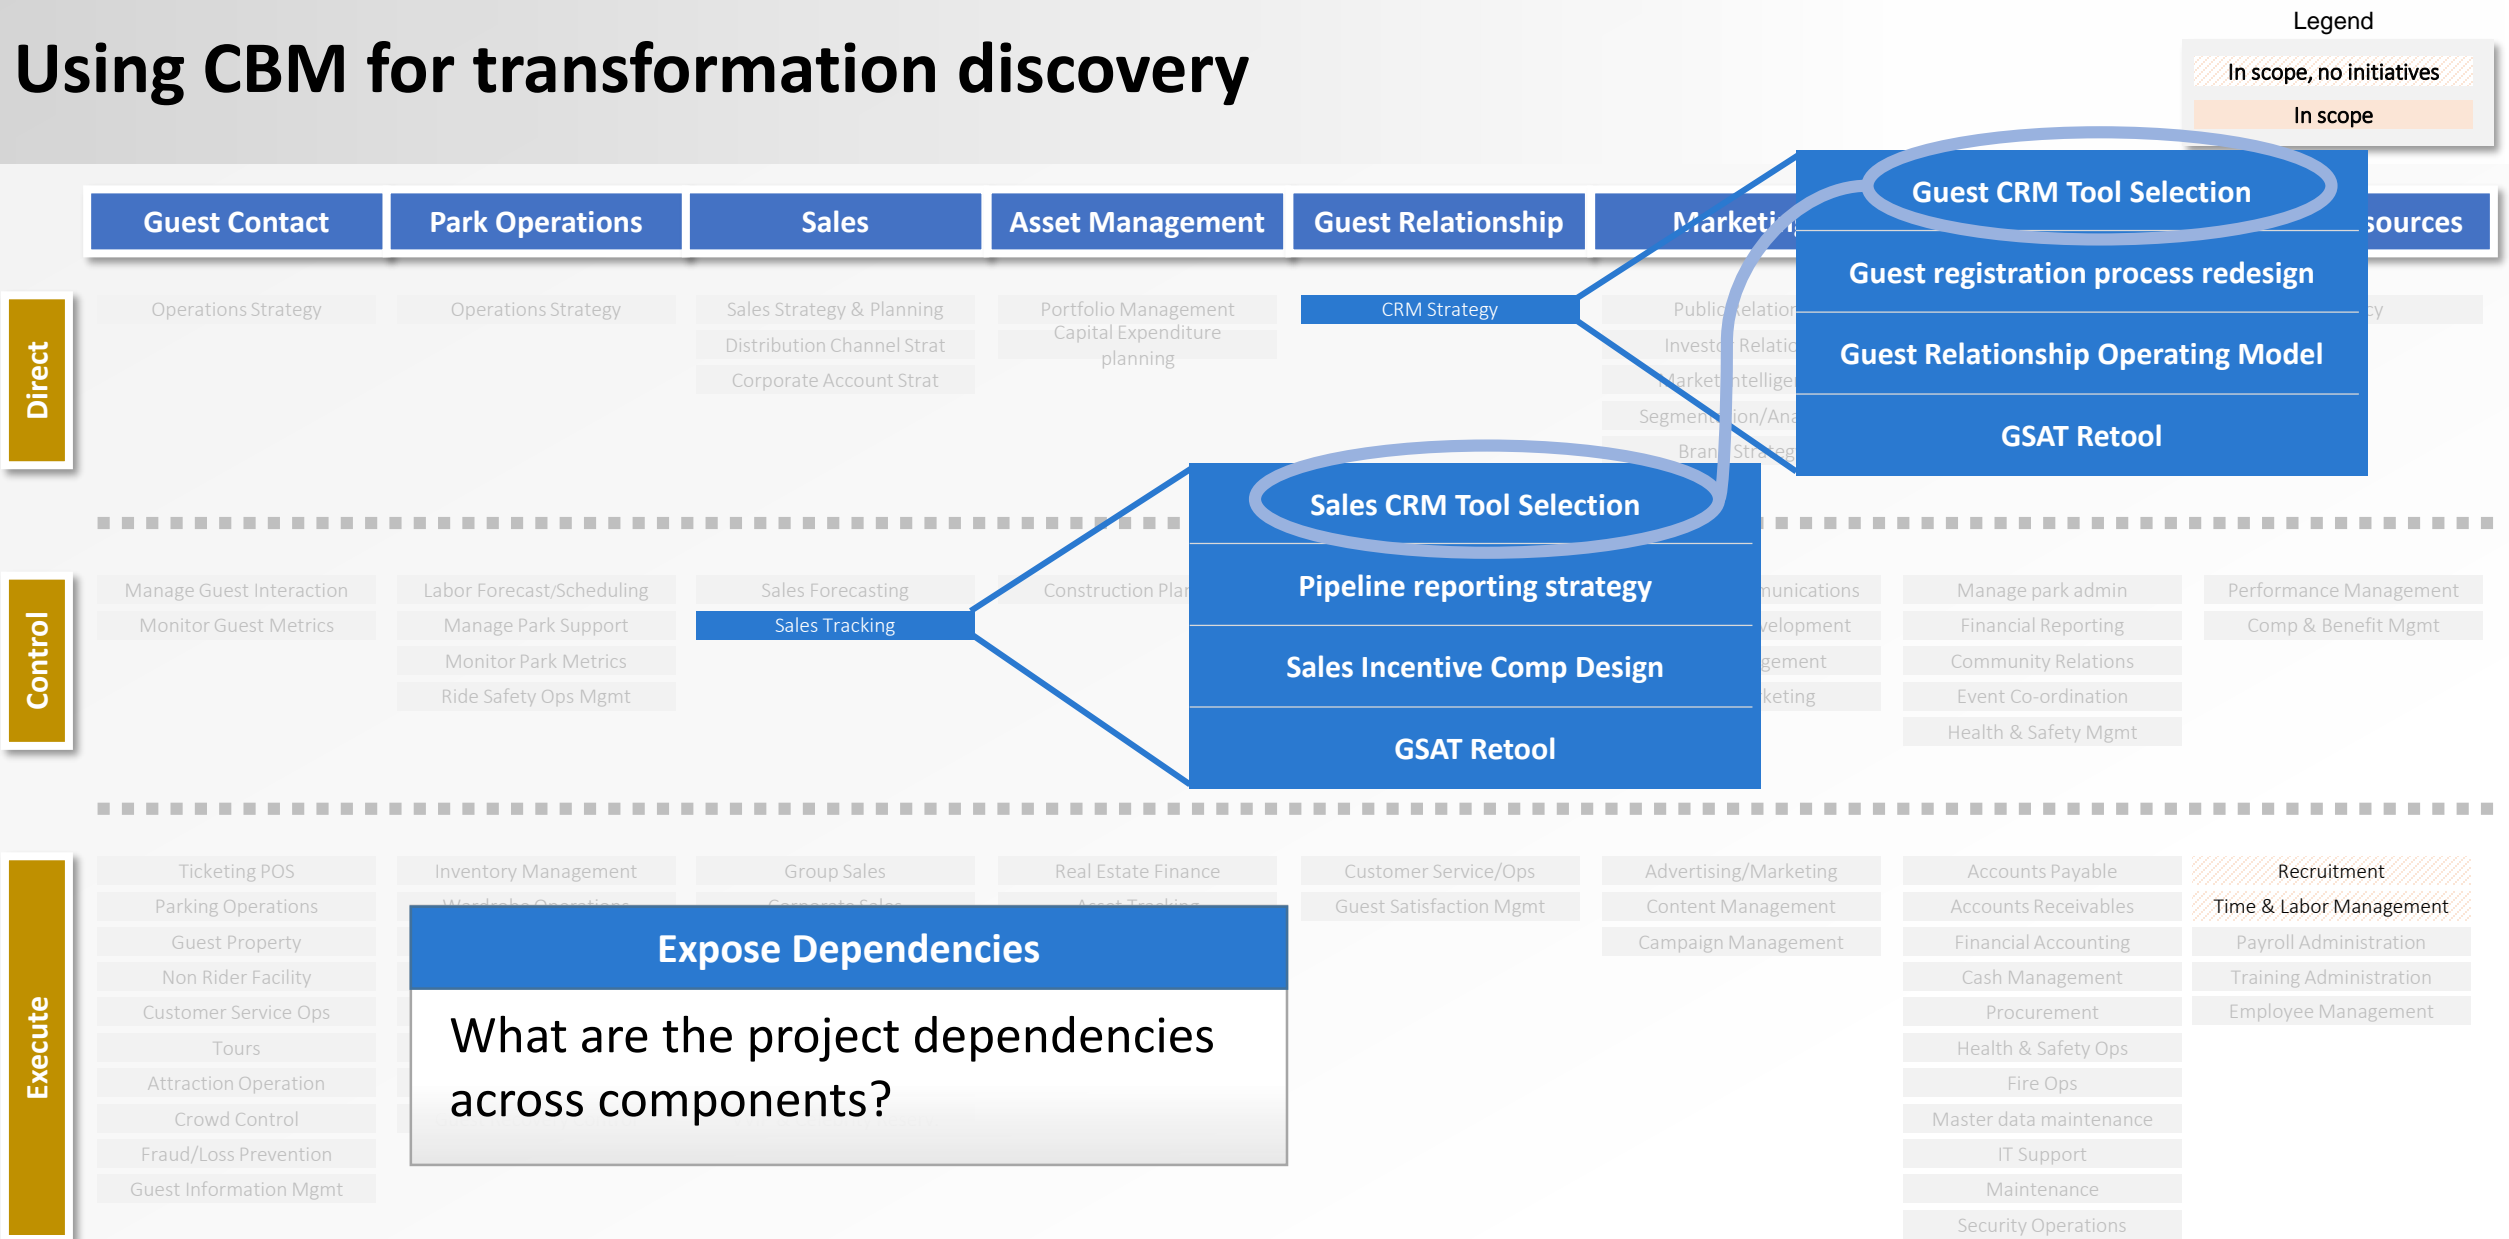 Using CBM for transformation discovery
Legend
In scope, no initiatives
In scope
Guest Contact
Park Operations
Sales
Asset Management
Guest Relationship
Guest CRM Tool Selection
Guest registration process redesign
Guest Relationship Operating Model
GSAT Retool
Direct
Operations Strategy
Operations Strategy
Sales Strategy & Planning
Distribution Channel Strat
Corporate Account Strat
Portfolio Management
Capital Expenditure
planning
CRM Strategy
Sales CRM Tool Selection
Pipeline reporting strategy
Sales Incentive Comp Design
GSAT Retool
Control
Manage Guest Interaction
Monitor Guest Metrics
Labor Forecast/Scheduling
Manage Park Support
Monitor Park Metrics
Ride Safety Ops Mgmt
Sales Forecasting
Sales Tracking
Construction
Manage park admin
Financial Reporting
Community Relations
Event Co-ordination
Health & Safety Mgmt
Performance Management
Comp & Benefit Mgmt
Execute
Ticketing POS
Parking Operations
Guest Property
Non Rider Facility
Customer Service Ops
Tours
Attraction Operation
Crowd Control
Fraud/Loss Prevention
Guest Information Mgmt
Inventory Management
Wardrobe Operations
Group Sales
Corporate Sales
Real Estate Finance
Asset Tracking
Expose Dependencies
What are the project dependencies
across components?
Customer Service/Ops
Guest Satisfaction Mgmt
Advertising/Marketing
Content Management
Campaign Management
Accounts Payable
Accounts Receivables
Financial Accounting
Cash Management
Procurement
Health & Safety Ops
Fire Ops
Master data maintenance
IT Support
Maintenance
Security Operations
Recruitment
Time & Labor Management
Payroll Administration
Training Administration
Employee Management